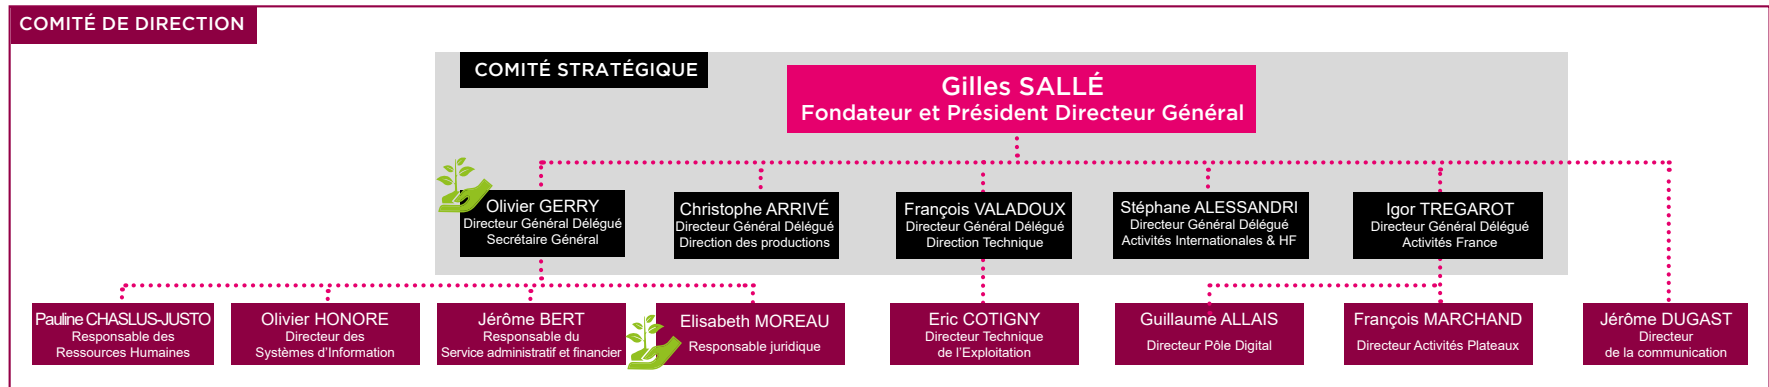 COMITÉ DE DIRECTION
COMITÉ STRATÉGIQUE
Gilles SALLÉ
Fondateur et Président Directeur Général
Olivier GERRY
Directeur Général Délégué
Secrétaire Général
Christophe ARRIVÉ
Directeur Général Délégué
Direction des productions
François VALADOUX
Directeur Général Délégué
Direction Technique
Stéphane ALESSANDRI
Directeur Général Délégué
Activités Internationales & HF
Igor TREGAROT
Directeur Général Délégué
Activités France
Pauline CHASLUS-JUSTO
Responsable des
Ressources Humaines
Olivier HONORE
Directeur des
Systèmes d'Information
Jérôme BERT
Responsable du
Service administratif et financier
Elisabeth MOREAU
Responsable juridique
Eric COTIGNY
Directeur Technique
de l'Exploitation
Guillaume ALLAIS
Directeur Pôle Digital
François MARCHAND
Directeur Activités Plateaux
Jérôme DUGAST
Directeur
de la communication